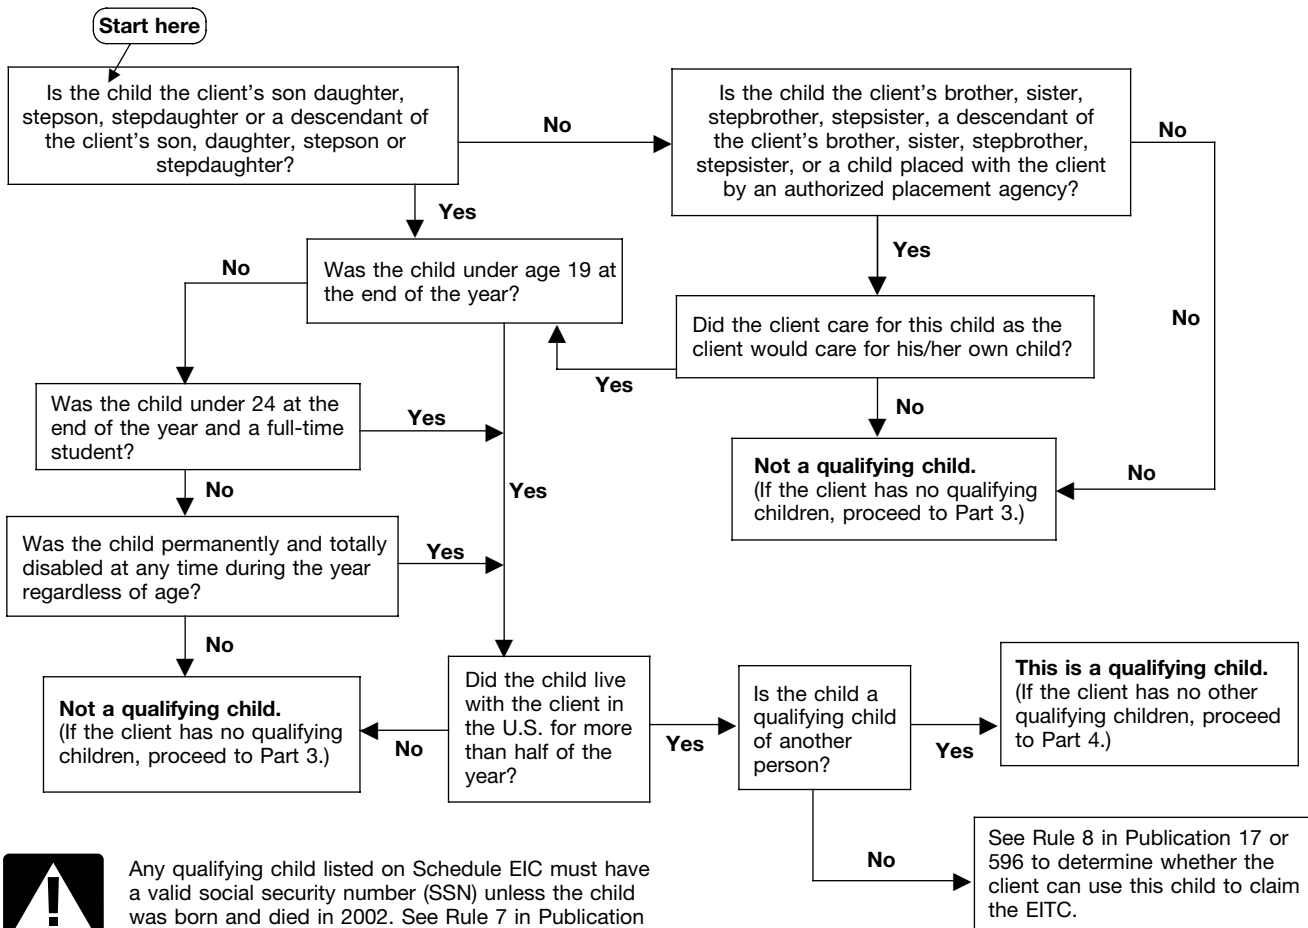 Start here
Is the child the client's son daughter,
stepson, stepdaughter or a descendant of
the client's son, daughter, stepson or
stepdaughter?
No
Is the child the client's brother, sister,
stepbrother, stepsister, a descendant of
the client's brother, sister, stepbrother,
stepsister, or a child placed with the client
by an authorized placement agency?
No
Yes
Yes
No
Was the child under age 19 at
the end of the year?
Did the client care for this child as the
client would care for his/her own child?
No
Yes
Was the child under 24 at the
end of the year and a full-time
student?
Yes
No
Not a qualifying child.
(If the client has no qualifying
children, proceed to Part 3.)
No
No
Yes
Was the child permanently and totally
disabled at any time during the year
regardless of age?
Yes
No
Not a qualifying child.
(If the client has no qualifying
children, proceed to Part 3.)
No
Did the child live
with the client in
the U.S. for more
than half of the
year?
Yes
Is the child a
qualifying child
of another
person?
Yes
This is a qualifying child.
(If the client has no other
qualifying children, proceed
to Part 4.)
No
See Rule 8 in Publication 17 or
596 to determine whether the
client can use this child to claim
the EITC.
!
Any qualifying child listed on Schedule EIC must have
a valid social security number (SSN) unless the child
was born and died in 2002. See Rule 7 in Publication